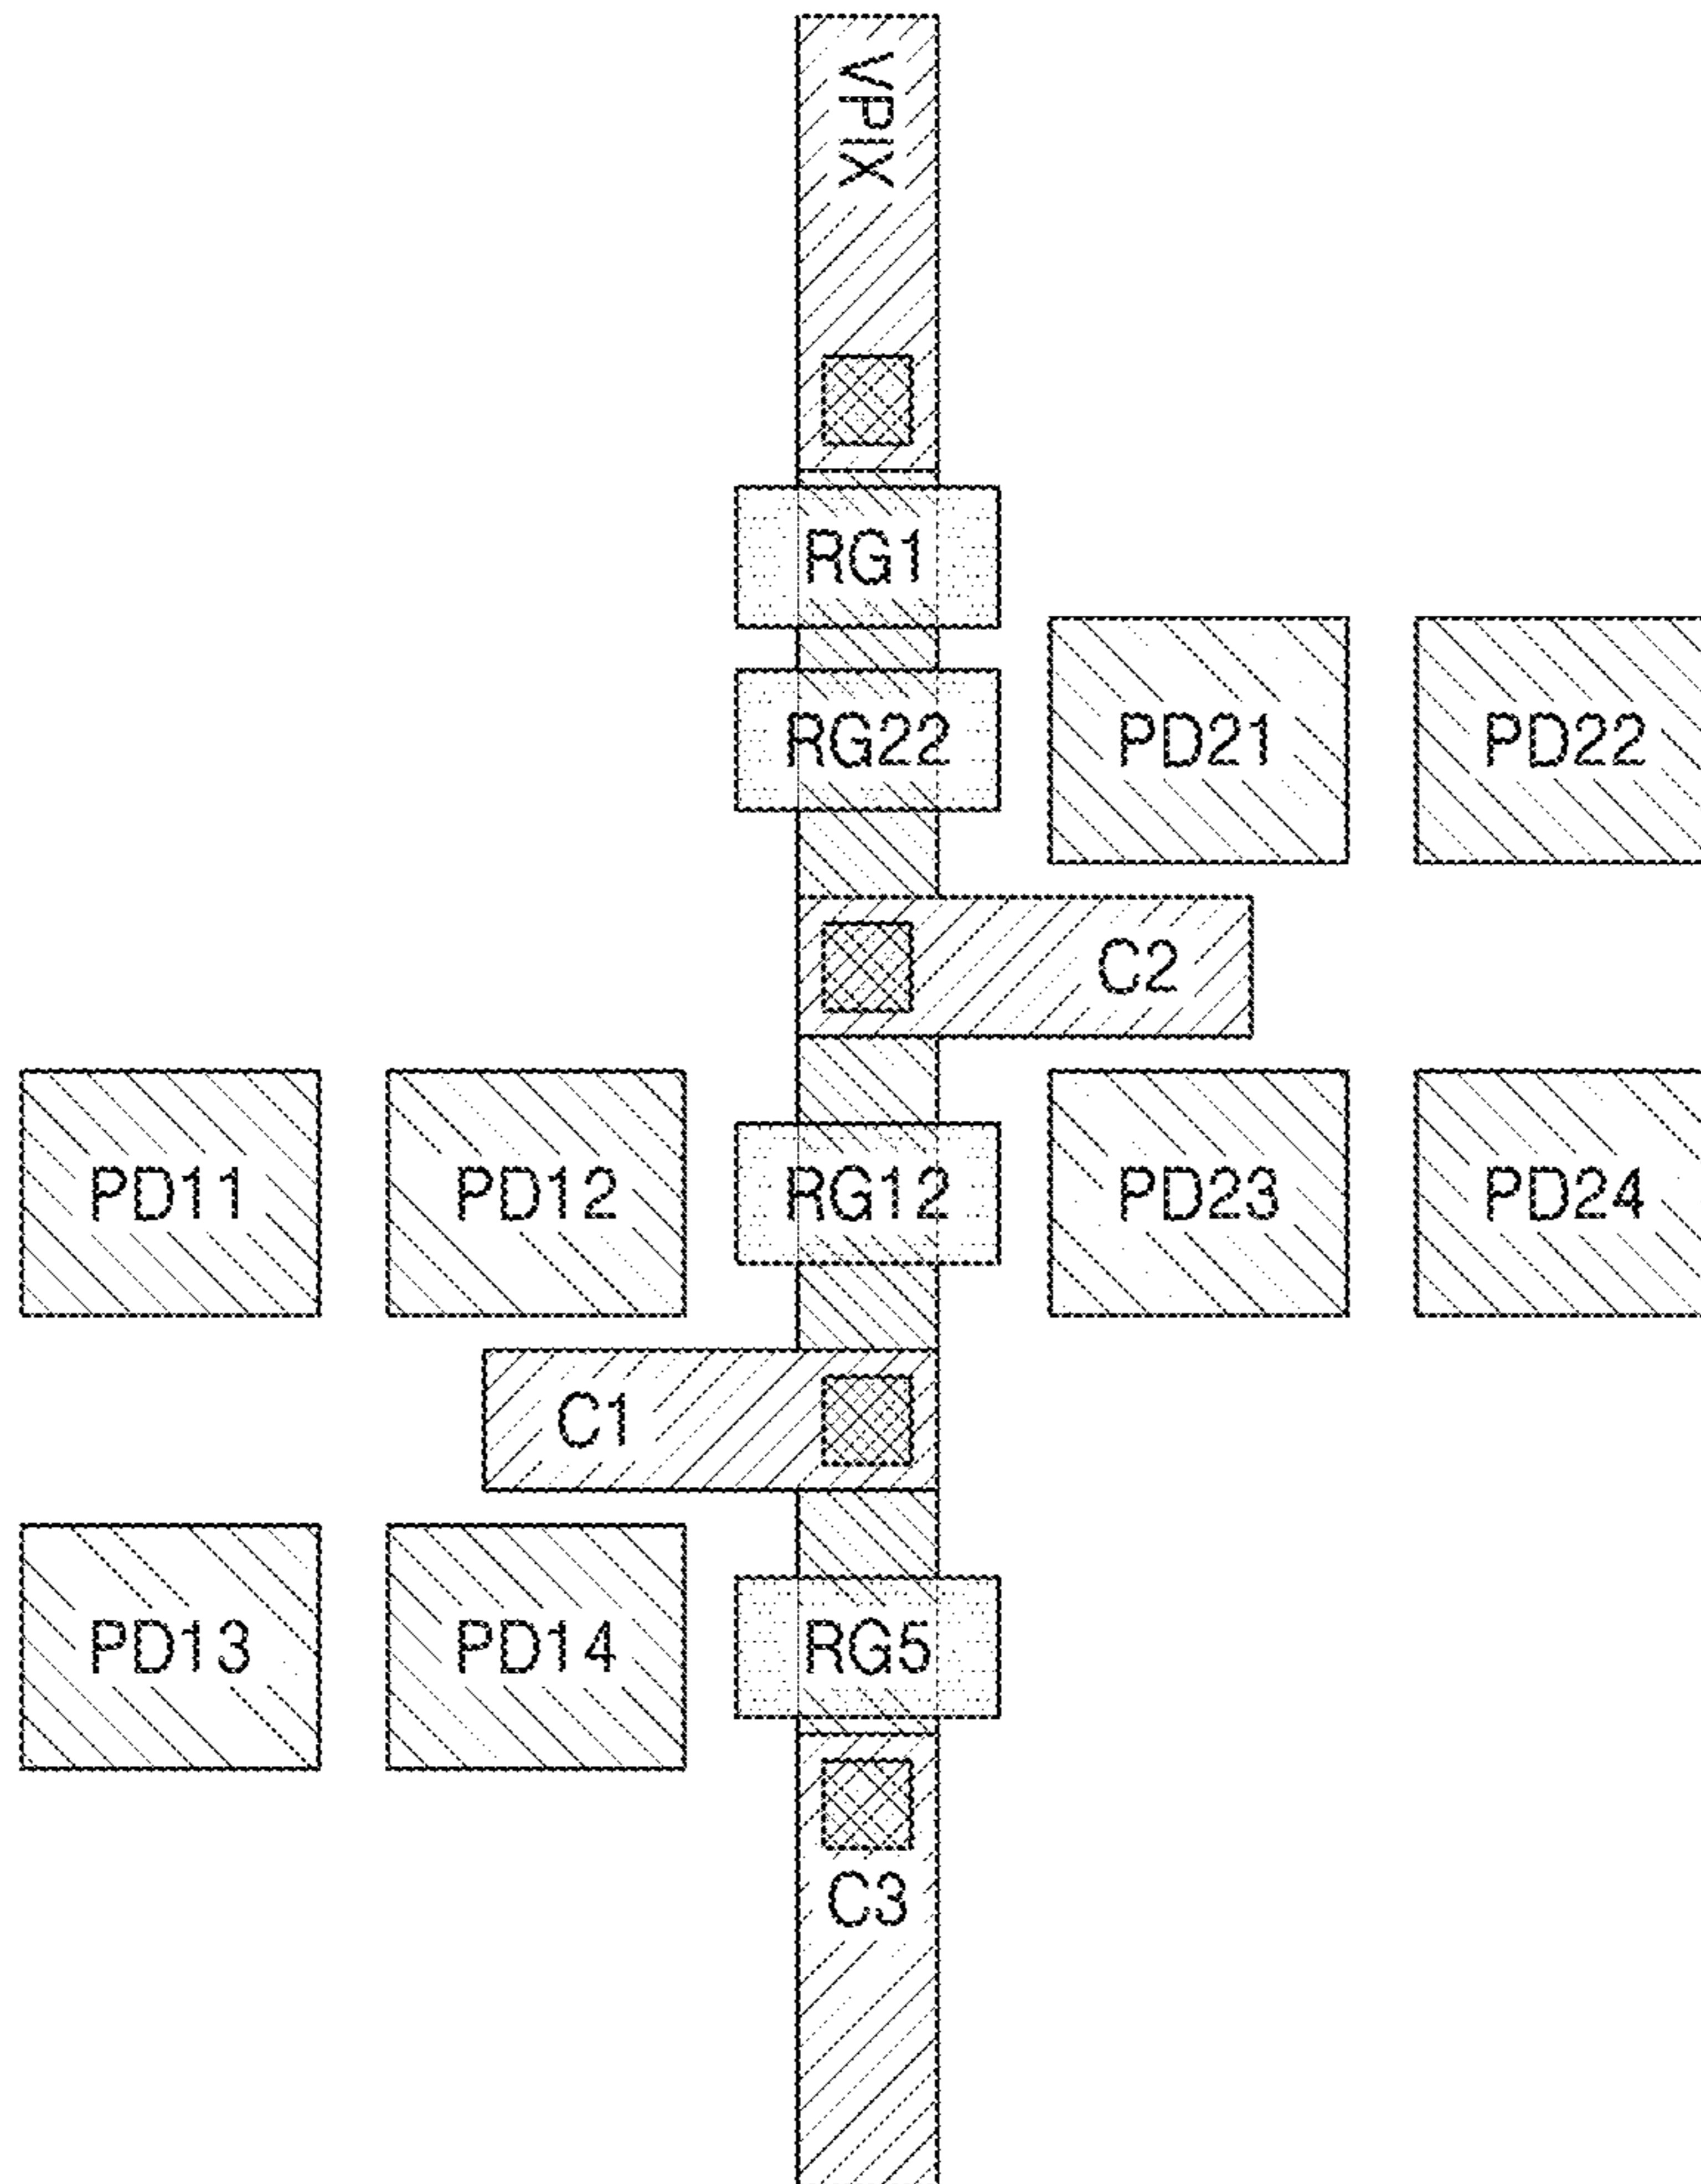 VPIX
RG1
RG22
PD21
PD22
C2
PD11
PD12
RG12
PD23
PD24
C1
PD13
PD14
RG5
C3